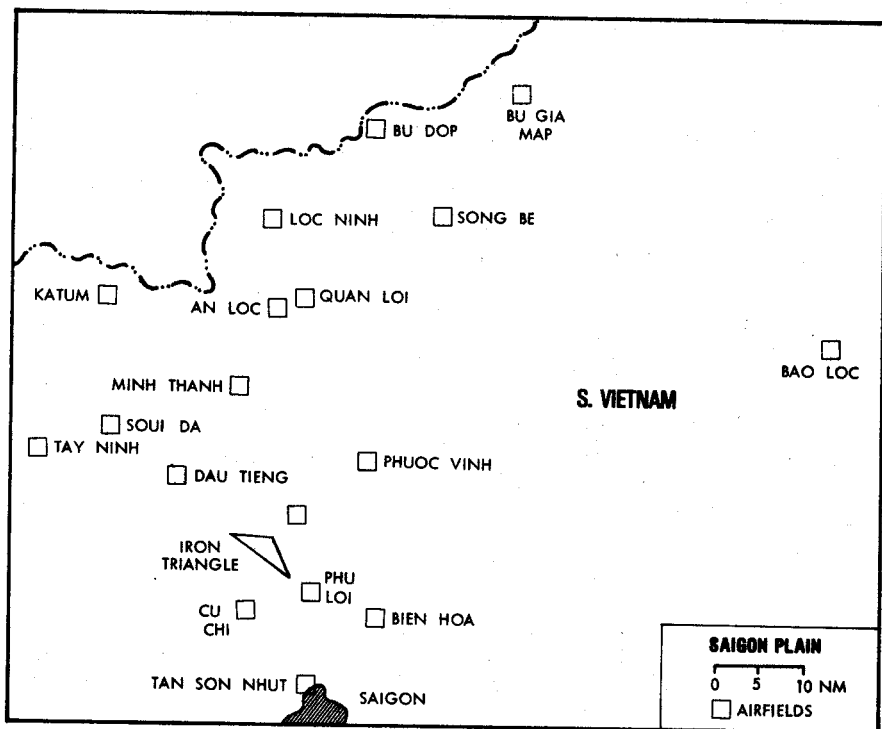 BU GIA
MAP
BU DOP
LOC NINH
SONG BE
KATUM
AN LOC
QUAN LOI
BAO LOC
MINH THANH
S. VIETNAM
SOUI DA
TAY NINH
DAU TIENG
PHUOC VINH
IRON
TRIANGLE
PHU
LOI
CU
CHI
BIEN HOA
TAN SON NHUT
SAIGON
SAIGON PLAIN
0 5 10 NM
AIRFIELDS